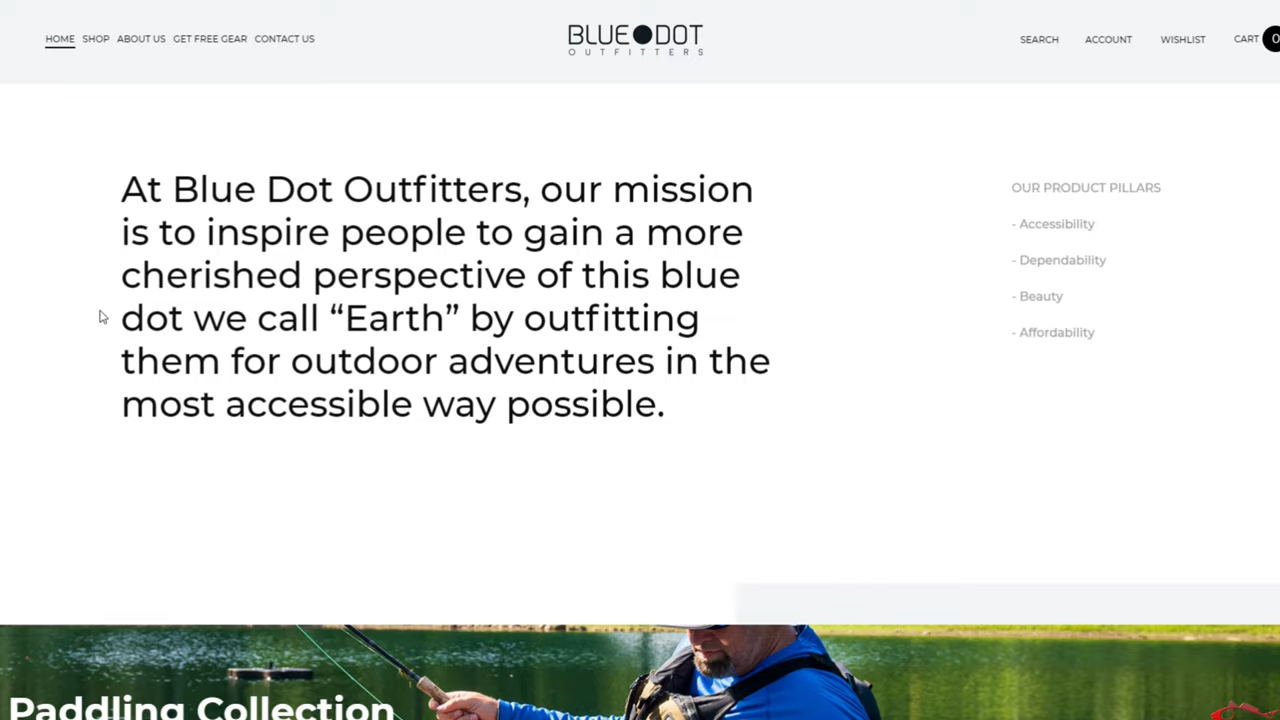 HOME SHOP ABOUT US GET FREE GEAR CONTACT US
BLUE DOT
OUTFITTERS
SEARCH ACCOUNT WISHLIST CART 0
At Blue Dot Outfitters, our mission
is to inspire people to gain a more
cherished perspective of this blue
dot we call “Earth” by outfitting
them for outdoor adventures in the
most accessible way possible.
OUR PRODUCT PILLARS
- Accessibility
- Dependability
- Beauty
- Affordability
Paddling Collection